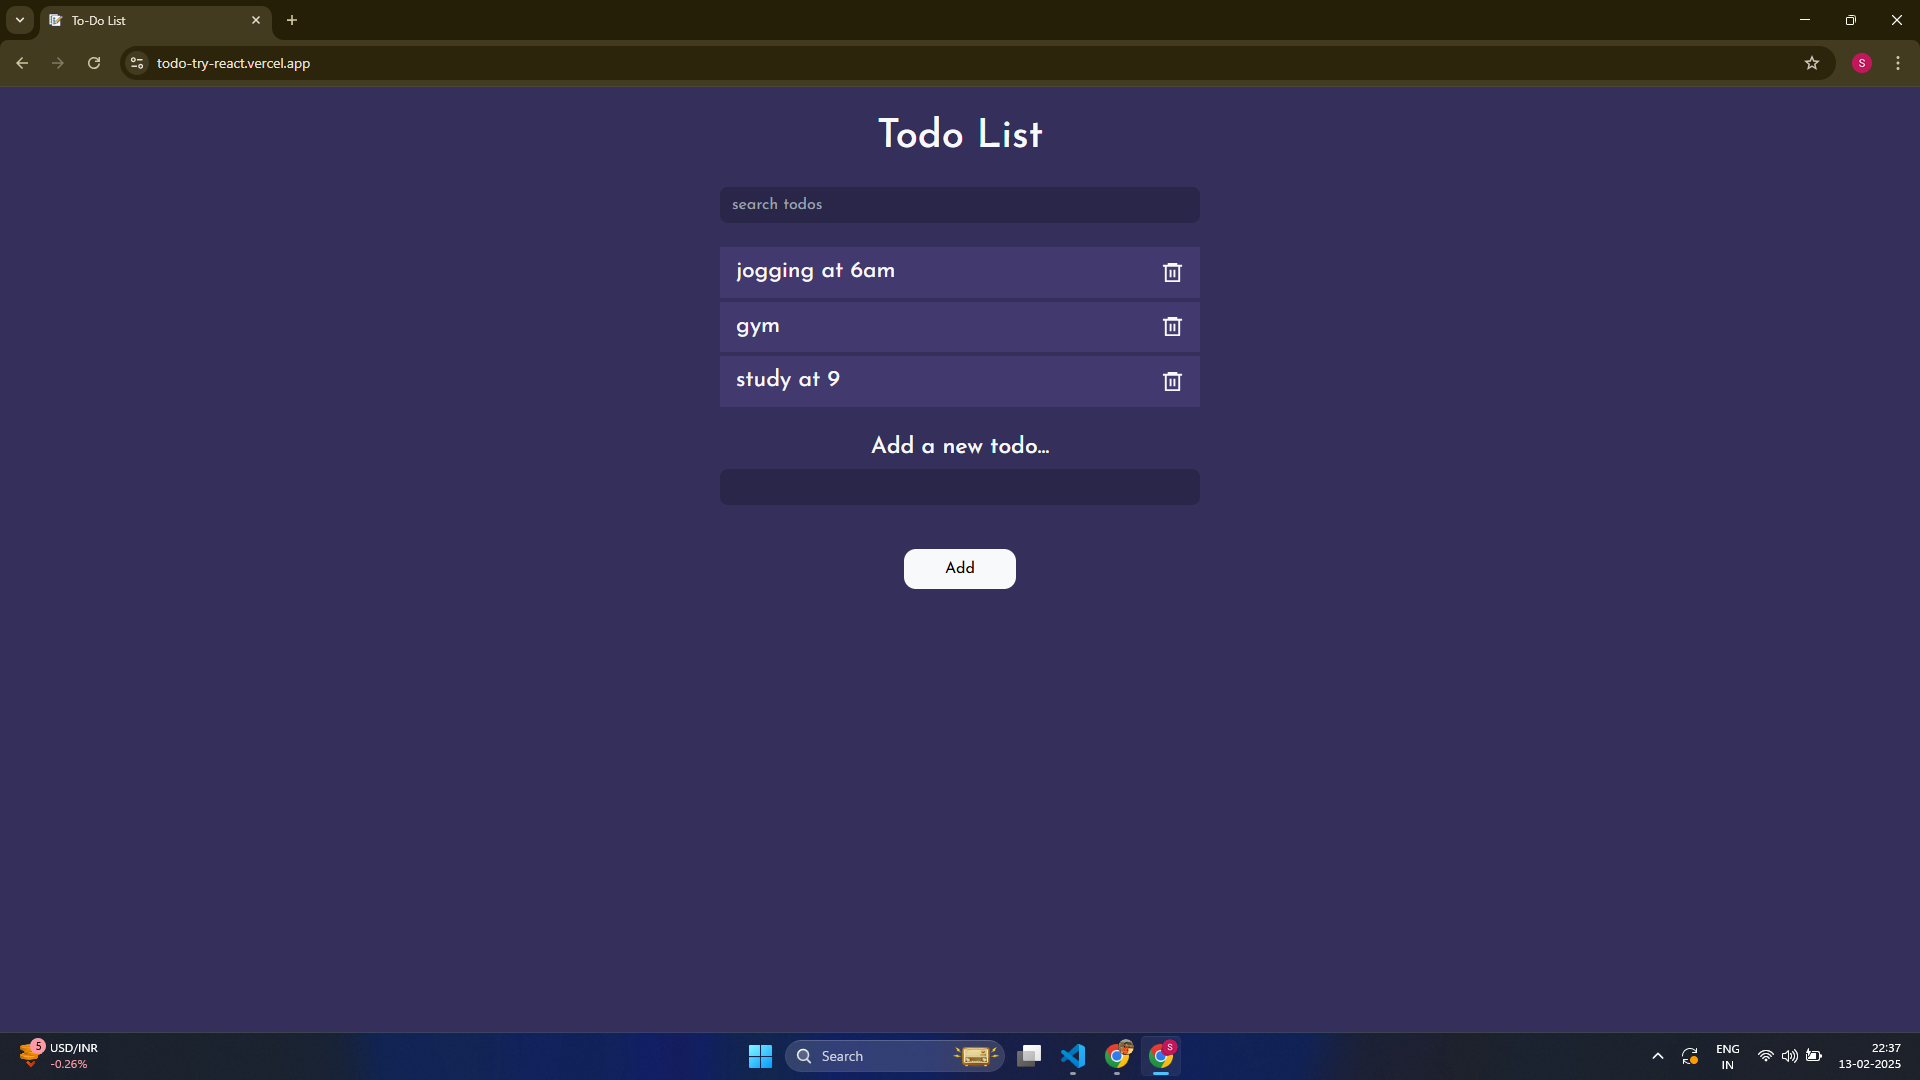 To-Do List
todo-try-react.vercel.app
S
Todo List
search todos
jogging at 6am
gym
study at 9
Add a new todo...
Add
5
USD/INR
-0.26%
Search
S
ENG
IN
22:37
13-02-2025